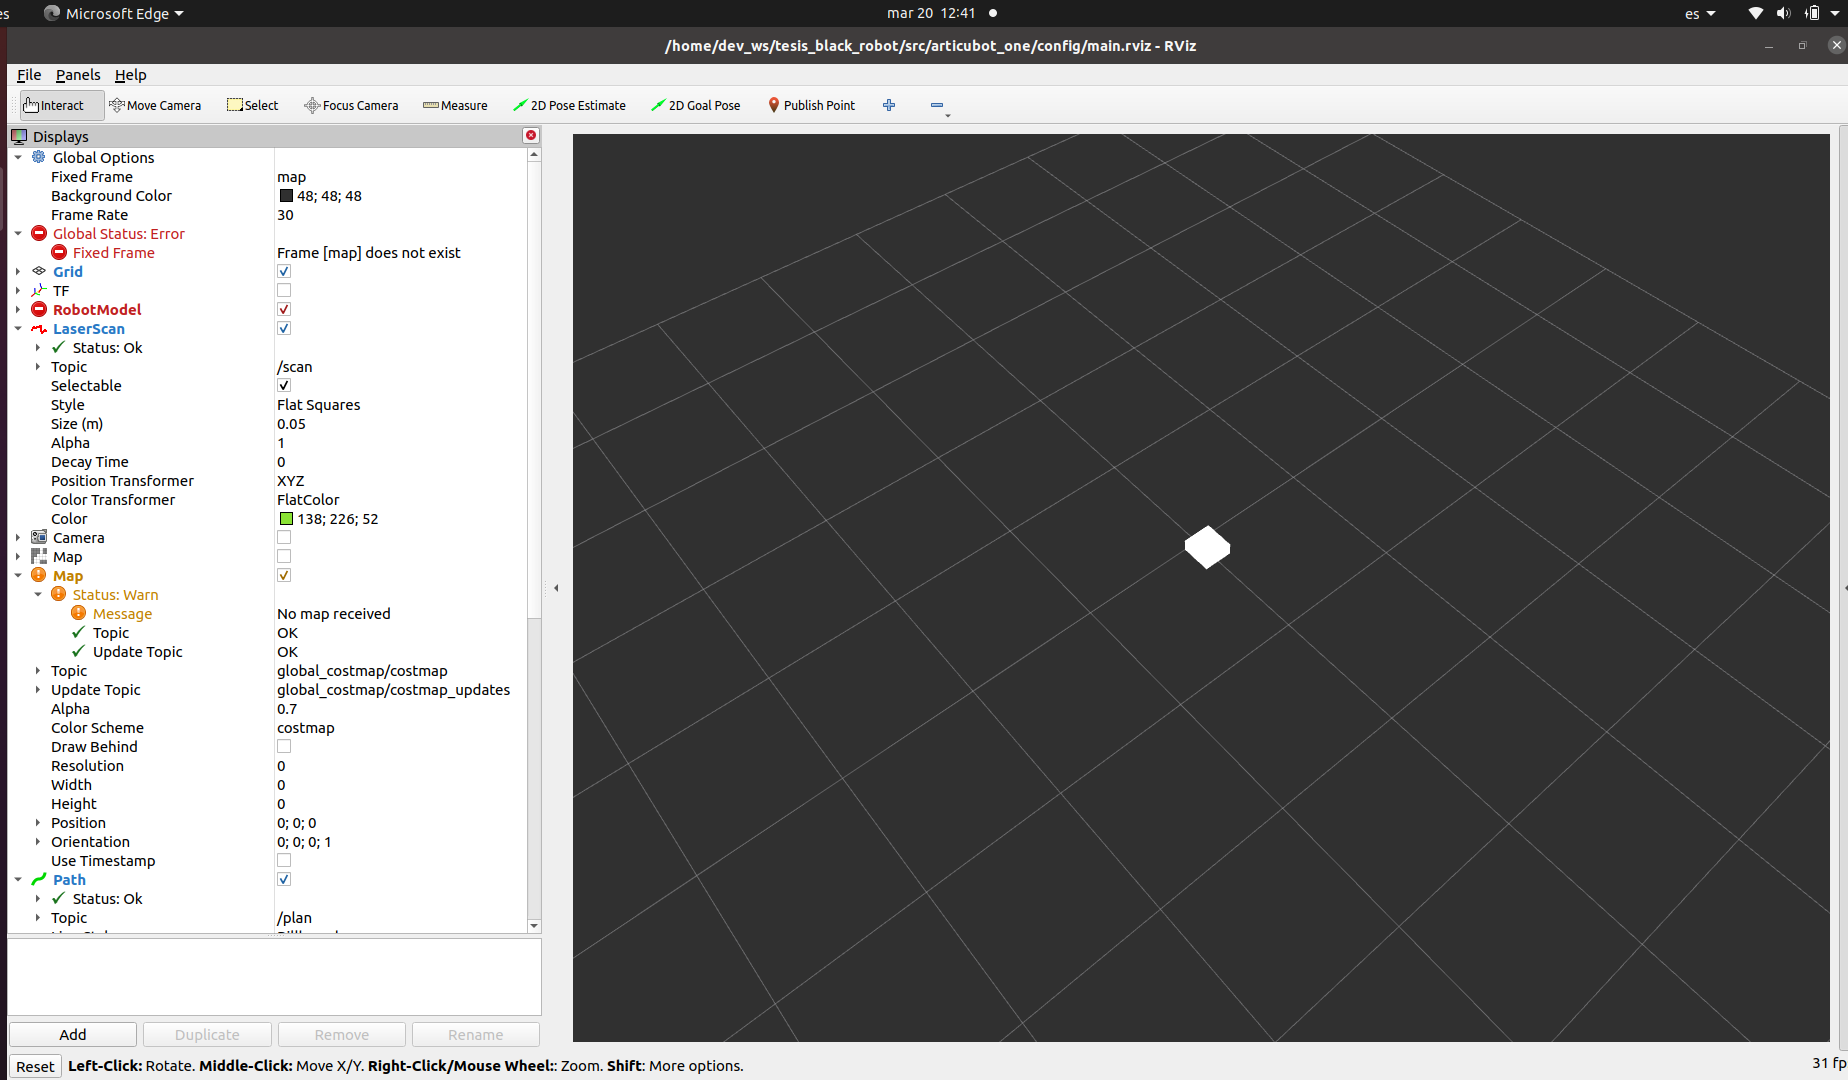 es
Microsoft Edge
mar 20 12:41
es
/home/dev_ws/tesis_black_robot/src/articubot_one/config/main.rviz - RViz
File Panels Help
Interact Move Camera Select Focus Camera Measure 2D Pose Estimate 2D Goal Pose Publish Point
Displays
Global Options
Fixed Frame map
Background Color 48; 48; 48
Frame Rate 30
Global Status: Error
Fixed Frame Frame [map] does not exist
Grid
TF
RobotModel
LaserScan
Status: Ok
Topic /scan
Selectable
Style Flat Squares
Size (m) 0.05
Alpha 1
Decay Time 0
Position Transformer XYZ
Color Transformer FlatColor
Color 138; 226; 52
Camera
Map
Map
Status: Warn
Message No map received
Topic OK
Update Topic OK
Topic global_costmap/costmap
Update Topic global_costmap/costmap_updates
Alpha 0.7
Color Scheme costmap
Draw Behind
Resolution 0
Width 0
Height 0
Position 0; 0; 0
Orientation 0; 0; 0; 1
Use Timestamp
Path
Status: Ok
Topic /plan
Add Duplicate Remove Rename
Reset Left-Click: Rotate. Middle-Click: Move X/Y. Right-Click/Mouse Wheel:: Zoom. Shift: More options.
31 fp